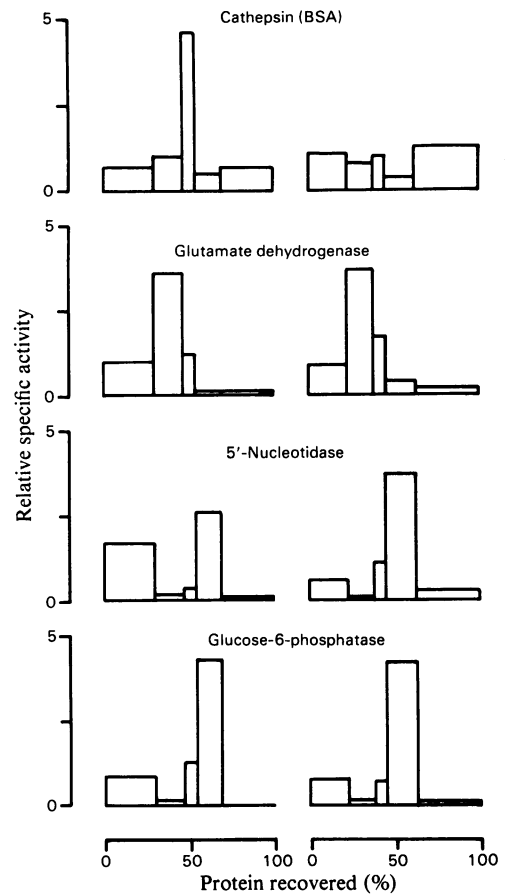 Cathepsin (BSA)
5
0
Glutamate dehydrogenase
5
0
5′-Nucleotidase
5
0
Glucose-6-phosphatase
5
0
Relative specific activity
0 50 100 0 50 100
Protein recovered (%)